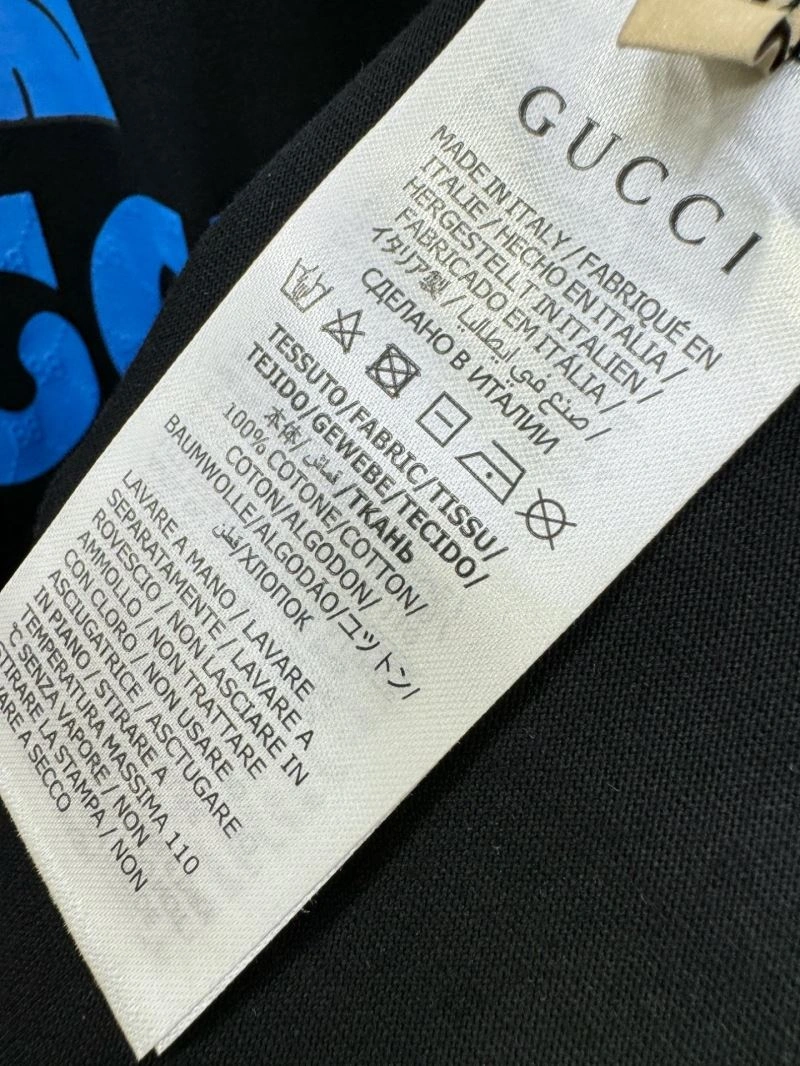 GUCCI
MADE IN ITALY / FABRIQUÉ EN
ITALIE / HECHO EN ITALIA /
HERGESTELLT IN ITALIEN /
FABRICADO EM ITALIA /
イタリア製 / صنع في ايطاليا /
СДЕЛАНО В ИТАЛИИ
TESSUTO/FABRIC/TISSU/
TEJIDO/GEWEBE/TECIDO/
本体/قماش/ТКАНЬ
100% COTONE/COTTON/
COTON/ALGODON/
BAUMWOLLE/ALGODÃO/コットン/
قطن/ХЛОПОК
LAVARE A MANO / LAVARE
SEPARATAMENTE / LAVARE A
ROVESCIO / NON LASCIARE IN
AMMOLLO / NON TRATTARE
CON CLORO / NON USARE
ASCIUGATRICE / ASCTUGARE
IN PIANO / STIRARE A
TEMPERATURA MASSIMA 110
°C SENZA VAPORE / NON
STIRARE LA STAMPA / NON
A SECCO